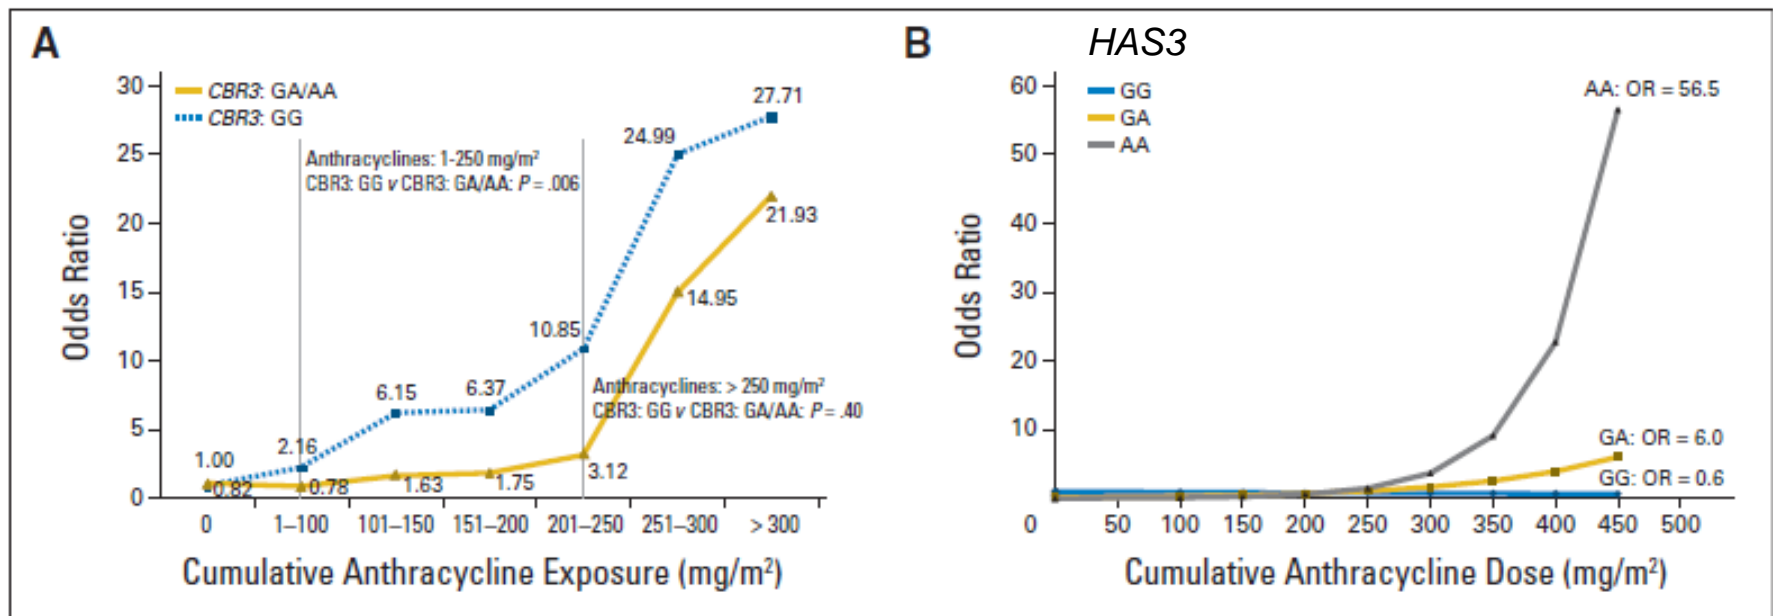 A
CBR3: GA/AA
CBR3: GG
Odds Ratio
30
25
20
15
10
5
0
Anthracyclines: 1-250 mg/m²
CBR3: GG v CBR3: GA/AA: P = .006
Anthracyclines: > 250 mg/m²
CBR3: GG v CBR3: GA/AA: P = .40
1.00
2.16
6.15
6.37
10.85
24.99
27.71
0.82
0.78
1.63
1.75
3.12
14.95
21.93
0 1–100 101–150 151–200 201–250 251–300 > 300
Cumulative Anthracycline Exposure (mg/m²)
B
HAS3
GG
GA
AA
Odds Ratio
60
50
40
30
20
10
AA: OR = 56.5
GA: OR = 6.0
GG: OR = 0.6
0 50 100 150 200 250 300 350 400 450 500
Cumulative Anthracycline Dose (mg/m²)